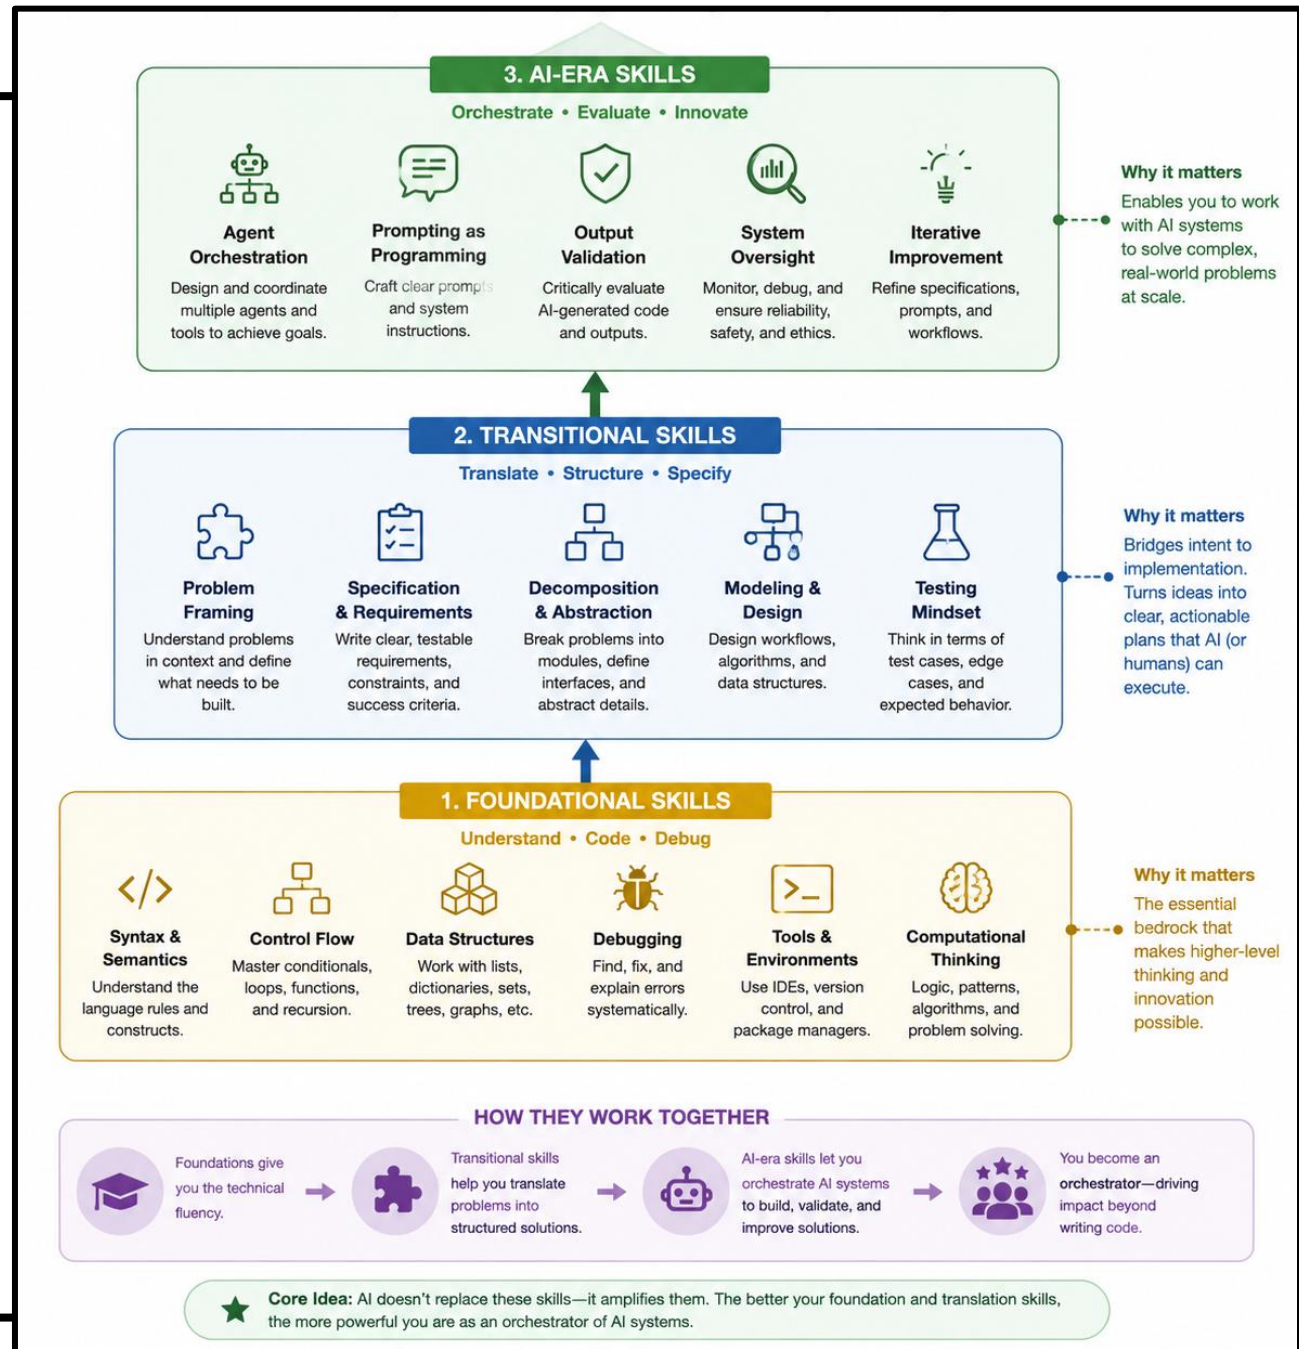 3. AI-ERA SKILLS
Orchestrate • Evaluate • Innovate
Agent
Orchestration
Design and coordinate
multiple agents and
tools to achieve goals.
Prompting as
Programming
Craft clear prompts
and system
instructions.
Output
Validation
Critically evaluate
AI-generated code
and outputs.
System
Oversight
Monitor, debug, and
ensure reliability,
safety, and ethics.
Iterative
Improvement
Refine specifications,
prompts, and
workflows.
Why it matters
Enables you to work
with AI systems
to solve complex,
real-world problems
at scale.
2. TRANSITIONAL SKILLS
Translate • Structure • Specify
Problem
Framing
Understand problems
in context and define
what needs to be
built.
Specification
& Requirements
Write clear, testable
requirements,
constraints, and
success criteria.
Decomposition
& Abstraction
Break problems into
modules, define
interfaces, and
abstract details.
Modeling &
Design
Design workflows,
algorithms, and
data structures.
Testing
Mindset
Think in terms of
test cases, edge
cases, and
expected behavior.
Why it matters
Bridges intent to
implementation.
Turns ideas into
clear, actionable
plans that AI (or
humans) can
execute.
1. FOUNDATIONAL SKILLS
Understand • Code • Debug
</>
Syntax &
Semantics
Understand the
language rules and
constructs.
Control Flow
Master conditionals,
loops, functions,
and recursion.
Data Structures
Work with lists,
dictionaries, sets,
trees, graphs, etc.
Debugging
Find, fix, and
explain errors
systematically.
>_
Tools &
Environments
Use IDEs, version
control, and
package managers.
Computational
Thinking
Logic, patterns,
algorithms, and
problem solving.
Why it matters
The essential
bedrock that
makes higher-level
thinking and
innovation
possible.
HOW THEY WORK TOGETHER
Foundations give
you the technical
fluency.
Transitional skills
help you translate
problems into
structured solutions.
AI-era skills let you
orchestrate AI systems
to build, validate, and
improve solutions.
You become an
orchestrator—driving
impact beyond
writing code.
Core Idea: AI doesn't replace these skills—it amplifies them. The better your foundation and translation skills,
the more powerful you are as an orchestrator of AI systems.